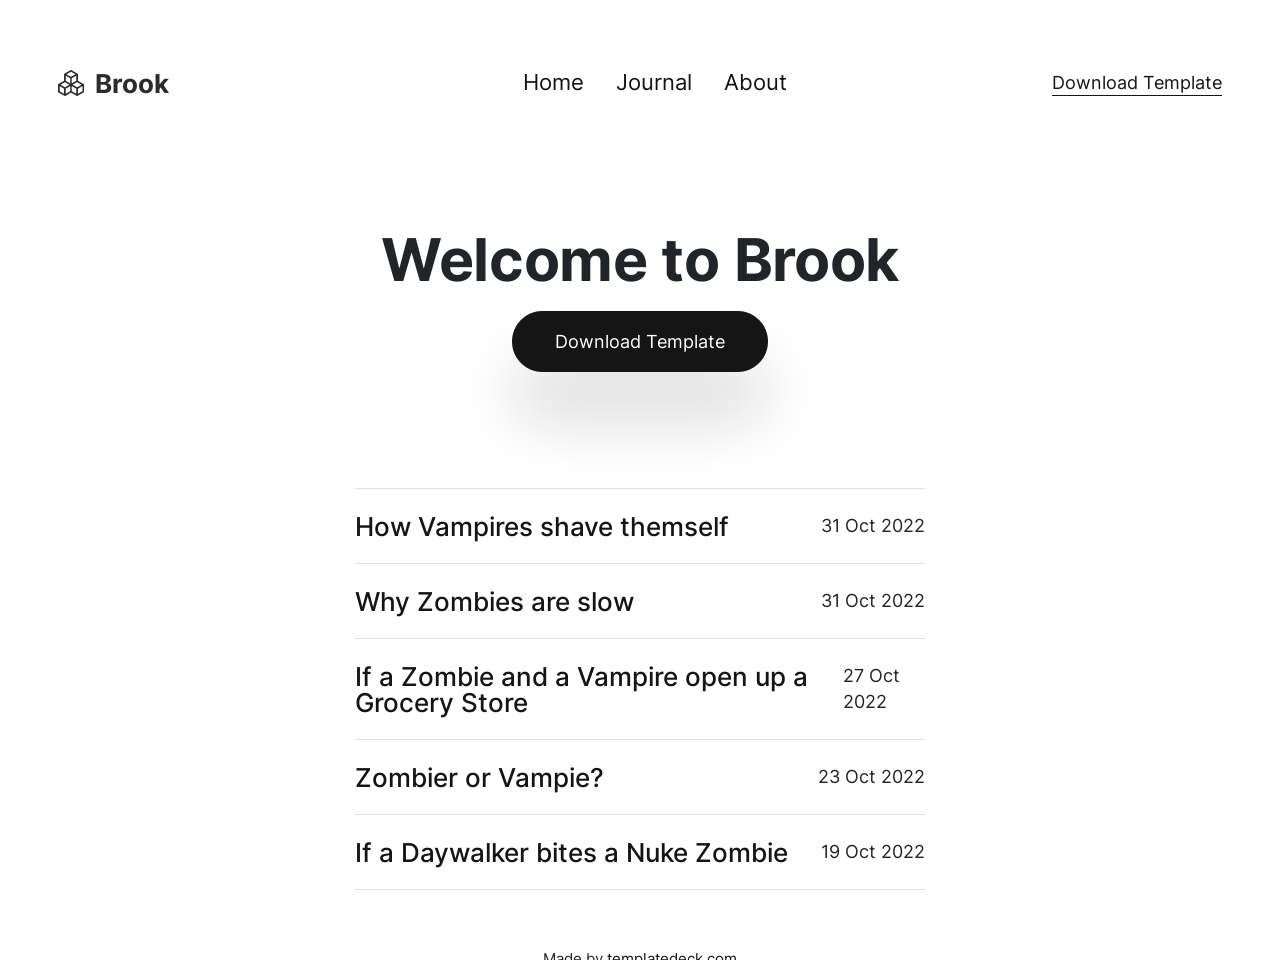 Brook
Home Journal About
Download Template
Welcome to Brook
Download Template
How Vampires shave themself
31 Oct 2022
Why Zombies are slow
31 Oct 2022
If a Zombie and a Vampire open up a
Grocery Store
27 Oct
2022
Zombier or Vampie?
23 Oct 2022
If a Daywalker bites a Nuke Zombie
19 Oct 2022
Made by templatedeck.com